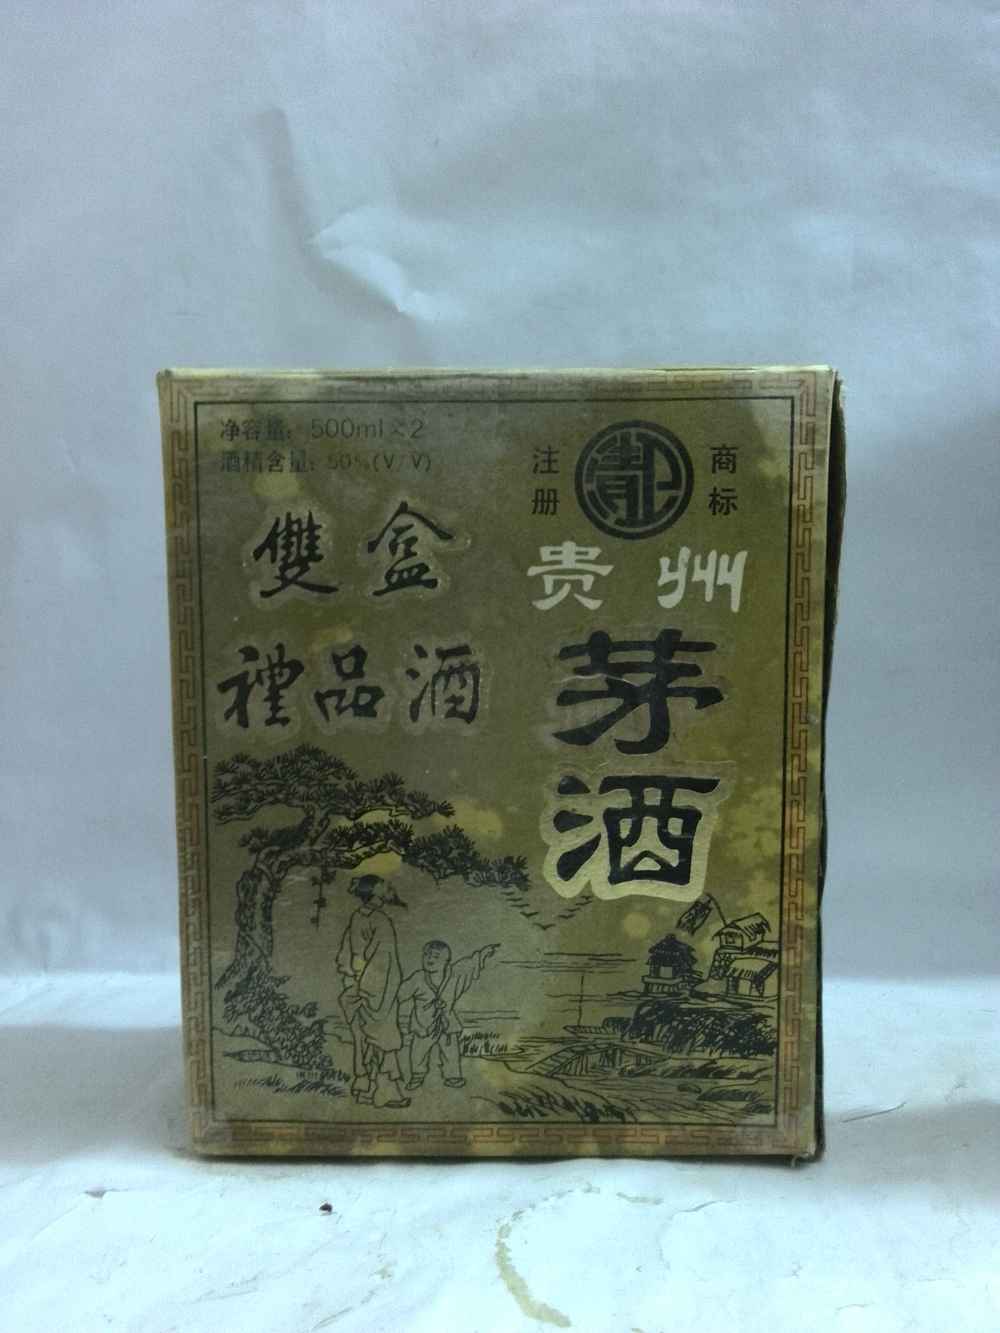 净容量：500ml×2
酒精含量：50%(V/V)
雙盒
禮品酒
注册
商标
贵州
茅
酒